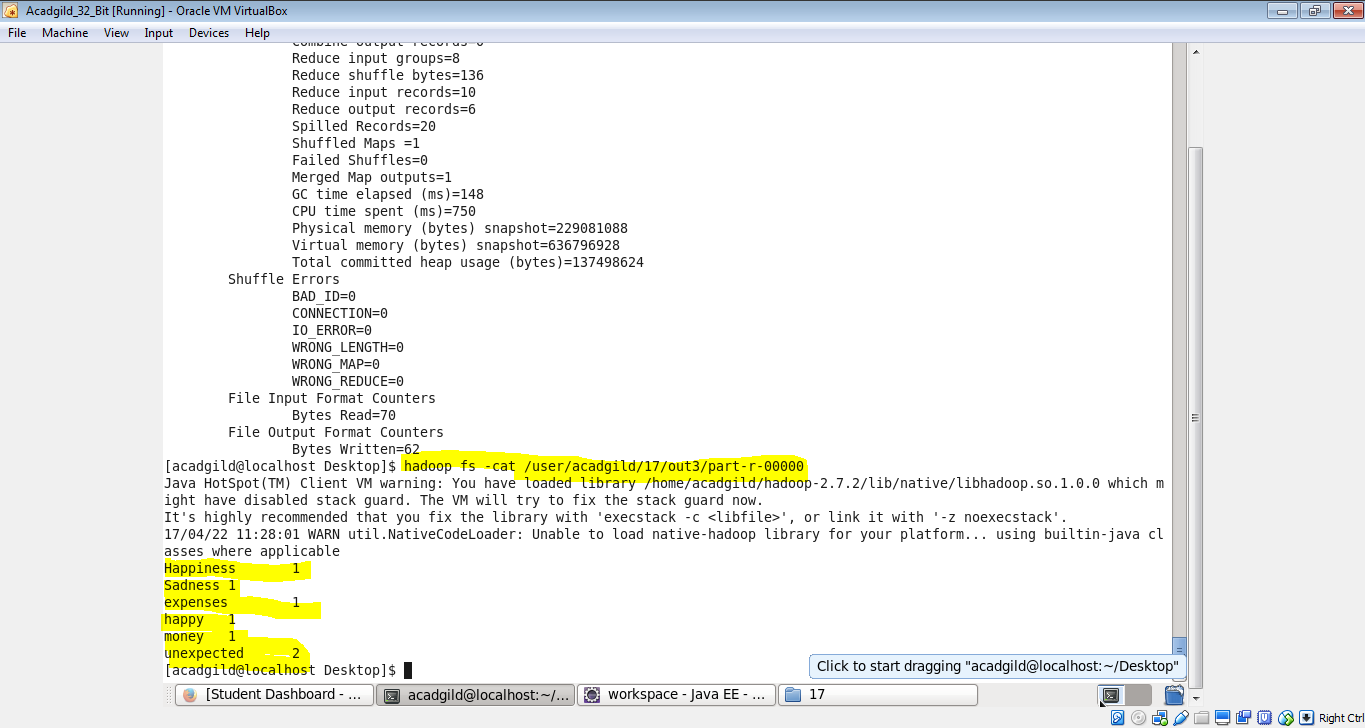 Acadgild_32_Bit [Running] - Oracle VM VirtualBox
File Machine View Input Devices Help
Combine output records=0
Reduce input groups=8
Reduce shuffle bytes=136
Reduce input records=10
Reduce output records=6
Spilled Records=20
Shuffled Maps =1
Failed Shuffles=0
Merged Map outputs=1
GC time elapsed (ms)=148
CPU time spent (ms)=750
Physical memory (bytes) snapshot=229081088
Virtual memory (bytes) snapshot=636796928
Total committed heap usage (bytes)=137498624
Shuffle Errors
BAD_ID=0
CONNECTION=0
IO_ERROR=0
WRONG_LENGTH=0
WRONG_MAP=0
WRONG_REDUCE=0
File Input Format Counters
Bytes Read=70
File Output Format Counters
Bytes Written=62
[acadgild@localhost Desktop]$ hadoop fs -cat /user/acadgild/17/out3/part-r-00000
Java HotSpot(TM) Client VM warning: You have loaded library /home/acadgild/hadoop-2.7.2/lib/native/libhadoop.so.1.0.0 which m
ight have disabled stack guard. The VM will try to fix the stack guard now.
It's highly recommended that you fix the library with 'execstack -c <libfile>', or link it with '-z noexecstack'.
17/04/22 11:28:01 WARN util.NativeCodeLoader: Unable to load native-hadoop library for your platform... using builtin-java cl
asses where applicable
Happiness 1
Sadness 1
expenses 1
happy 1
money 1
unexpected 2
[acadgild@localhost Desktop]$
Click to start dragging "acadgild@localhost:~/Desktop"
[Student Dashboard - ... acadgild@localhost:~/... workspace - Java EE - ... 17
Right Ctrl